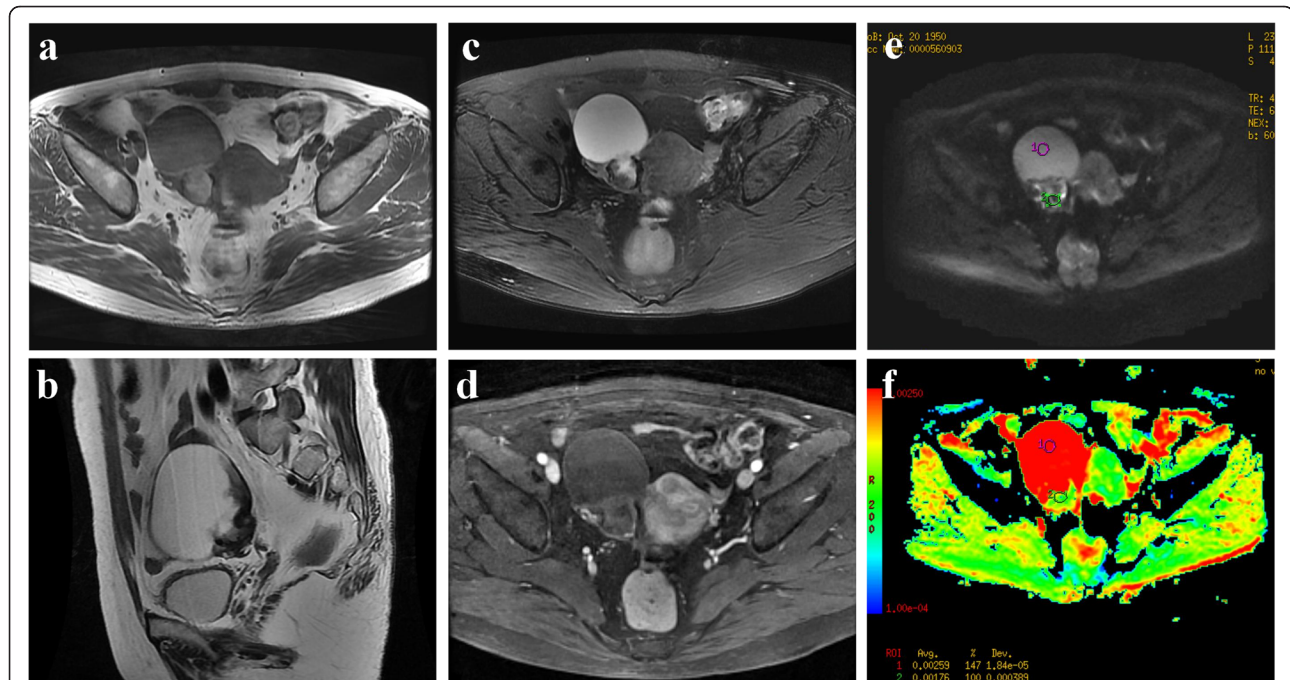 a
c
e
oB: Oct 20 1950
0000560903
L 23
P 111
S 4
TR: 4
TE: 6
NEX:
b: 60
1
b
d
f
no v
00250
R
2
0
0
1
2
1.00e-04
ROI Avg. % Dev.
1 0.00259 147 1.84e-05
2 0.00176 100 0.000389